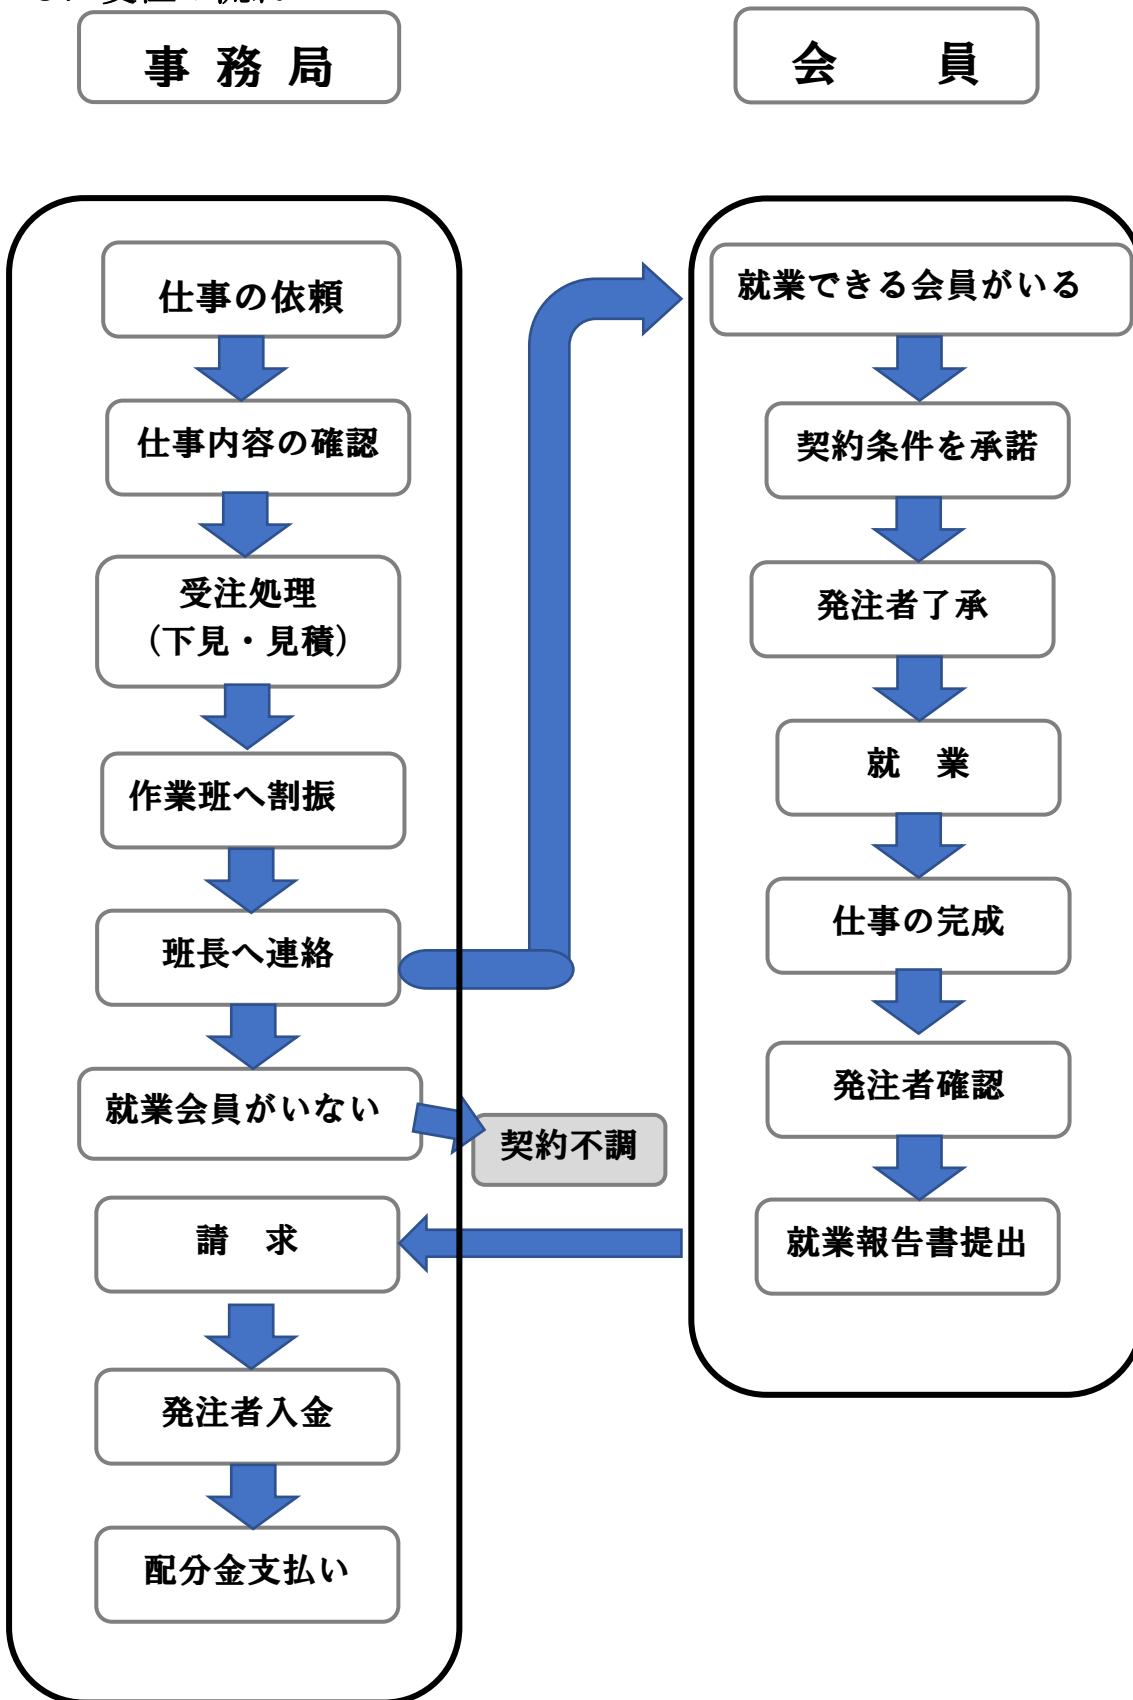 事 務 局
会　　員
仕事の依頼
仕事内容の確認
受注処理
（下見・見積）
作業班へ割振
班長へ連絡
就業会員がいない
契約不調
請　求
発注者入金
配分金支払い
就業できる会員がいる
契約条件を承諾
発注者了承
就　業
仕事の完成
発注者確認
就業報告書提出